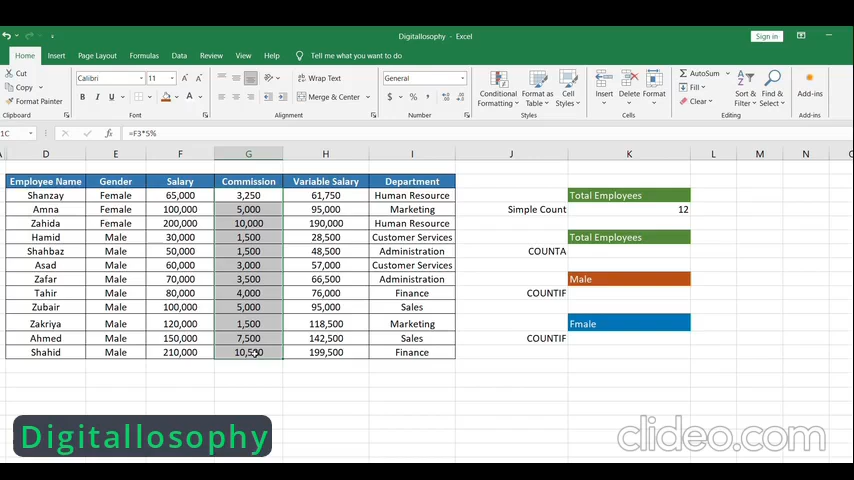 Digitallosophy - Excel
Sign in
Home Insert Page Layout Formulas Data Review View Help Tell me what you want to do
Cut
Copy
Format Painter
Clipboard
Calibri 11
B I U
Font
Wrap Text
Merge & Center
Alignment
General
$ % ,
Number
Conditional Formatting
Format as Table
Cell Styles
Styles
Insert Delete Format
Cells
AutoSum
Fill
Clear
Sort & Filter
Find & Select
Editing
Add-ins
Add-ins
1C fx =F3*5%
D E F G H I J K L M N
Employee Name Gender Salary Commission Variable Salary Department
Shanzay Female 65,000 3,250 61,750 Human Resource Total Employees
Amna Female 100,000 5,000 95,000 Marketing Simple Count 12
Zahida Female 200,000 10,000 190,000 Human Resource
Hamid Male 30,000 1,500 28,500 Customer Services Total Employees
Shahbaz Male 50,000 1,500 48,500 Administration COUNTA
Asad Male 60,000 3,000 57,000 Customer Services
Zafar Male 70,000 3,500 66,500 Administration Male
Tahir Male 80,000 4,000 76,000 Finance COUNTIF
Zubair Male 100,000 5,000 95,000 Sales
Zakriya Male 120,000 1,500 118,500 Marketing Fmale
Ahmed Male 150,000 7,500 142,500 Sales COUNTIF
Shahid Male 210,000 10,500 199,500 Finance
Digitallosophy
clideo.com